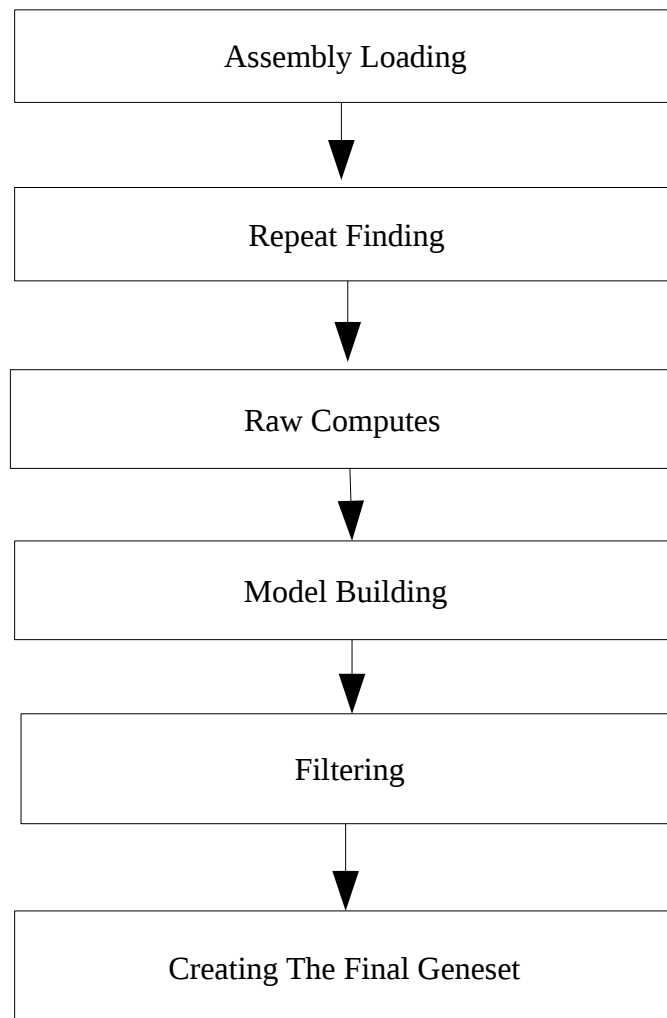 Assembly Loading
Repeat Finding
Raw Computes
Model Building
Filtering
Creating The Final Geneset